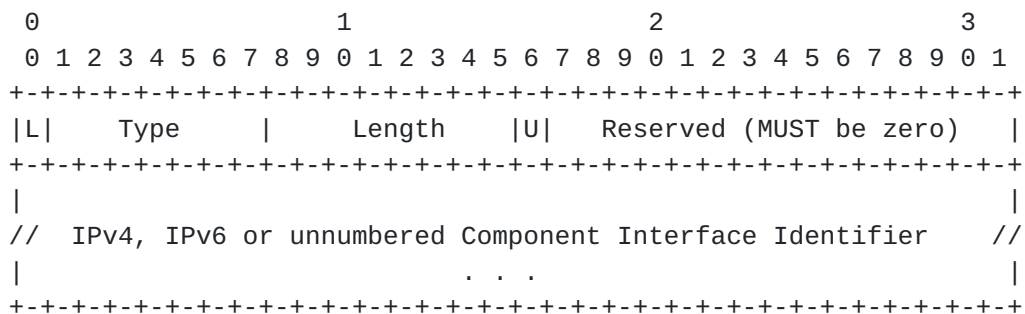 0                   1                   2                   3
 0 1 2 3 4 5 6 7 8 9 0 1 2 3 4 5 6 7 8 9 0 1 2 3 4 5 6 7 8 9 0 1
+-+-+-+-+-+-+-+-+-+-+-+-+-+-+-+-+-+-+-+-+-+-+-+-+-+-+-+-+-+-+-+-+
|L|    Type     |     Length    |U|   Reserved (MUST be zero)   |
+-+-+-+-+-+-+-+-+-+-+-+-+-+-+-+-+-+-+-+-+-+-+-+-+-+-+-+-+-+-+-+-+
|                                                               |
//  IPv4, IPv6 or unnumbered Component Interface Identifier    //
|                            . . .                              |
+-+-+-+-+-+-+-+-+-+-+-+-+-+-+-+-+-+-+-+-+-+-+-+-+-+-+-+-+-+-+-+-+